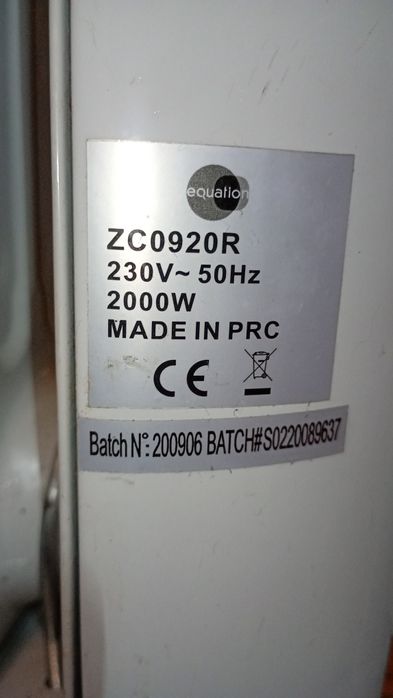 equation
ZC0920R
230V~ 50Hz
2000W
MADE IN PRC
CE
Batch N°: 200906 BATCH#S0220089637